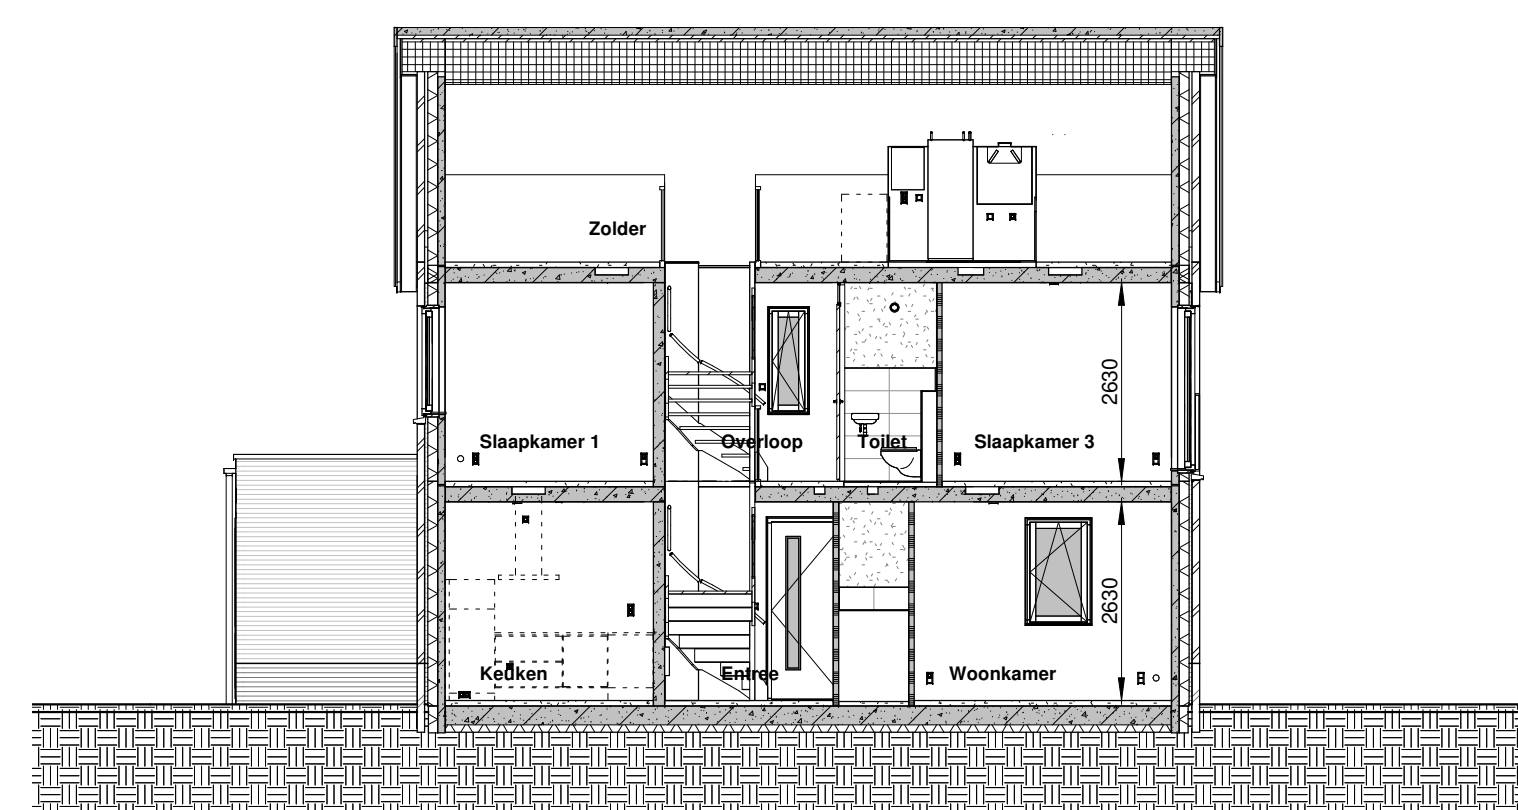 Zolder
2630
Slaapkamer 1
Overloop
Toilet
Slaapkamer 3
2630
Keuken
Entree
Woonkamer